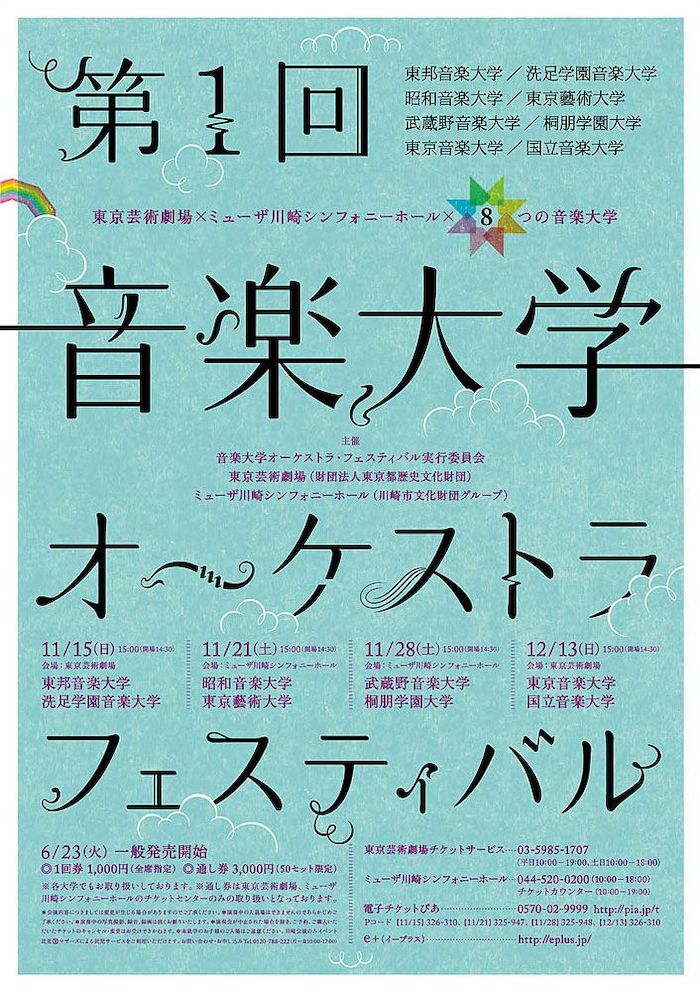 第1回
東邦音楽大学／洗足学園音楽大学
昭和音楽大学／東京藝術大学
武蔵野音楽大学／桐朋学園大学
東京音楽大学／国立音楽大学
東京芸術劇場×ミューザ川崎シンフォニーホール×8つの音楽大学
音楽大学
主催
音楽大学オーケストラ・フェスティバル実行委員会
東京芸術劇場（財団法人東京都歴史文化財団）
ミューザ川崎シンフォニーホール（川崎市文化財団グループ）
オーケストラ
11/15(日) 15:00(開場14:30)
会場：東京芸術劇場
東邦音楽大学
洗足学園音楽大学
11/21(土) 15:00(開場14:30)
会場：ミューザ川崎シンフォニーホール
昭和音楽大学
東京藝術大学
11/28(土) 15:00(開場14:30)
会場：ミューザ川崎シンフォニーホール
武蔵野音楽大学
桐朋学園大学
12/13(日) 15:00(開場14:30)
会場：東京芸術劇場
東京音楽大学
国立音楽大学
フェスティバル
6/23(火) 一般発売開始
◎1回券 1,000円(全席指定) ◎通し券 3,000円(50セット限定)
※各大学でもお取り扱いしております。※通し券は東京芸術劇場、ミューザ
川崎シンフォニーホールのチケットセンターのみの取り扱いとなっております。
東京芸術劇場チケットサービス…03-5985-1707
(平日10:00−19:00、土日10:00−18:00)
ミューザ川崎シンフォニーホール…044-520-0200(10:00−18:00)
チケットカウンター(10:00−19:00)
電子チケットぴあ…0570-02-9999 http://pia.jp/t
Pコード [11/15] 326-310、[11/21] 325-947、[11/28] 325-948、[12/13] 326-310
e+(イープラス)…http://eplus.jp/